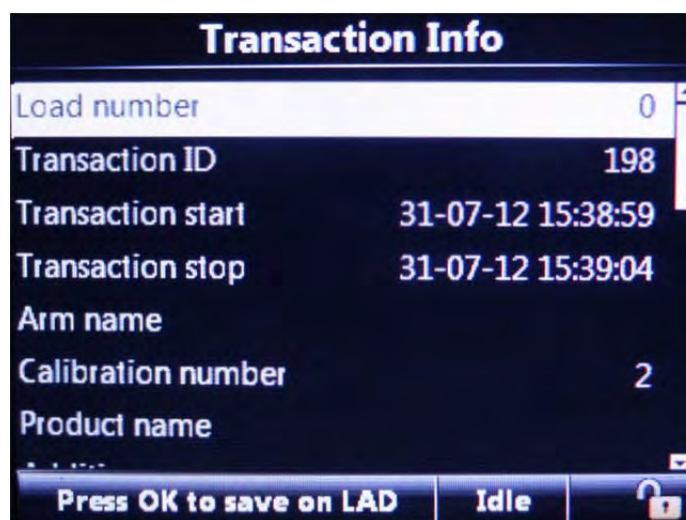 Transaction Info
Load number 0
Transaction ID 198
Transaction start 31-07-12 15:38:59
Transaction stop 31-07-12 15:39:04
Arm name
Calibration number 2
Product name
Press OK to save on LAD Idle